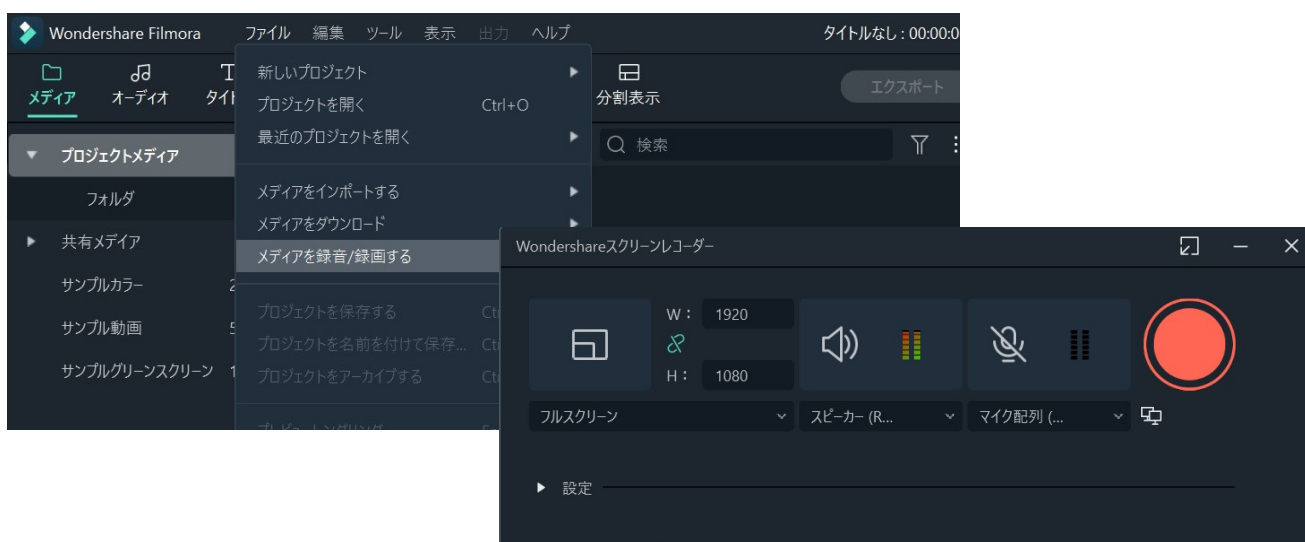 Wondershare Filmora ファイル 編集 ツール 表示 出力 ヘルプ タイトルなし : 00:00:0
メディア オーディオ タイト 分割表示 エクスポート
新しいプロジェクト
プロジェクトを開く Ctrl+O
最近のプロジェクトを開く
検索
プロジェクトメディア
フォルダ
共有メデイア
サンプルカラー 2
サンプル動画 5
サンプルグリーンスクリーン 1
メディアをインポートする
メディアをダウンロード
メディアを録音/録画する
プロジェクトを保存する Ct
プロジェクトを名前を付けて保存... Ct
プロジェクトをアーカイブする Ct
Wondershareスクリーンレコーダー
W : 1920
H : 1080
フルスクリーン
スピーカー (R...
マイク配列 (...
設定